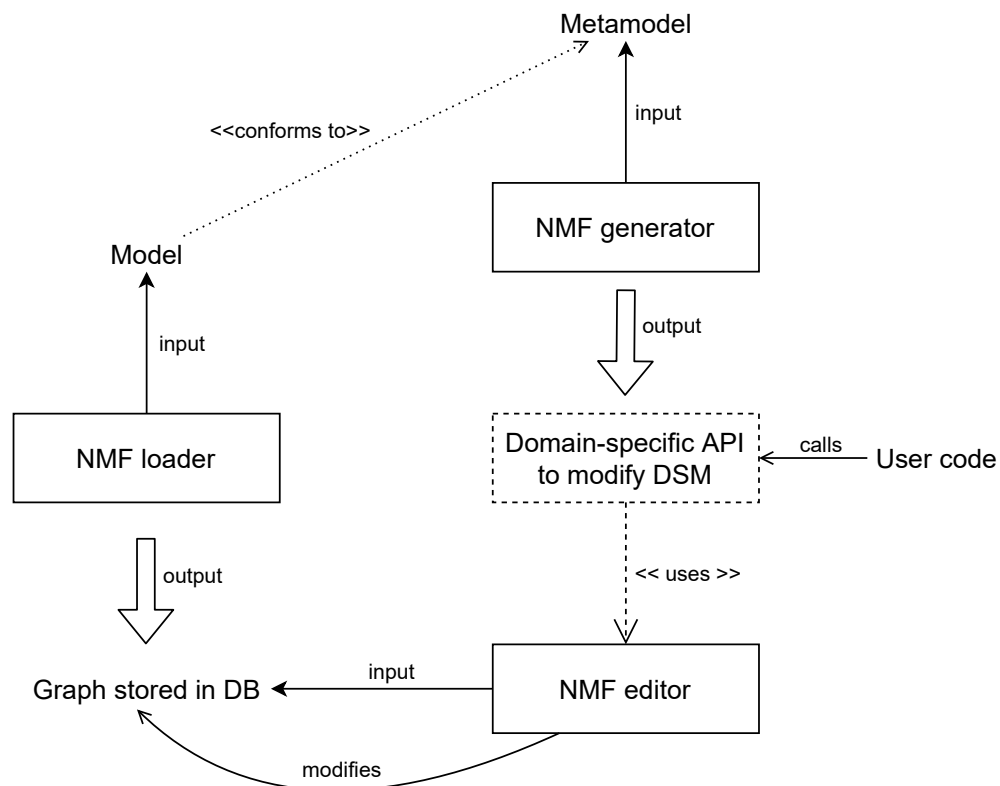 Metamodel
<<conforms to>>
input
NMF generator
Model
output
input
NMF loader
Domain-specific API
to modify DSM
calls
User code
output
<< uses >>
Graph stored in DB
input
NMF editor
modifies